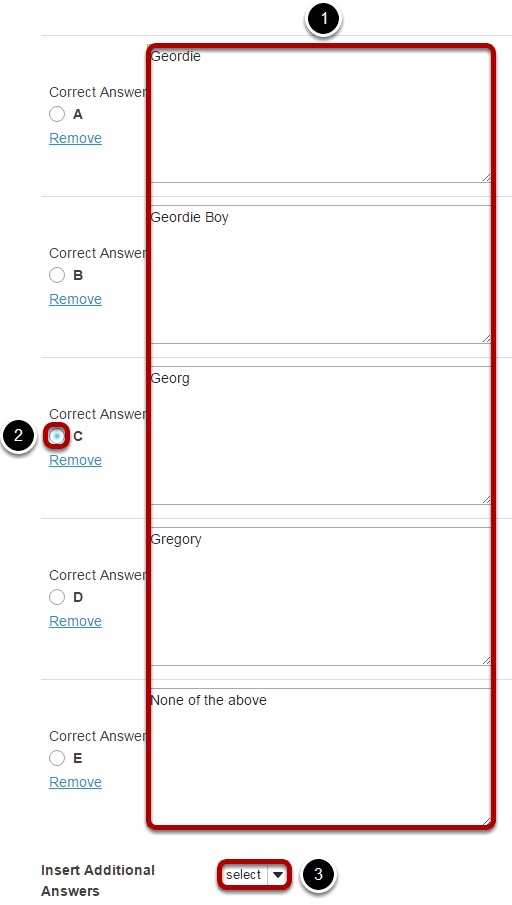 1
Geordie
Correct Answer
A
Remove
Geordie Boy
Correct Answer
B
Remove
Georg
Correct Answer
2
C
Remove
Gregory
Correct Answer
D
Remove
None of the above
Correct Answer
E
Remove
Insert Additional
Answers
select
3